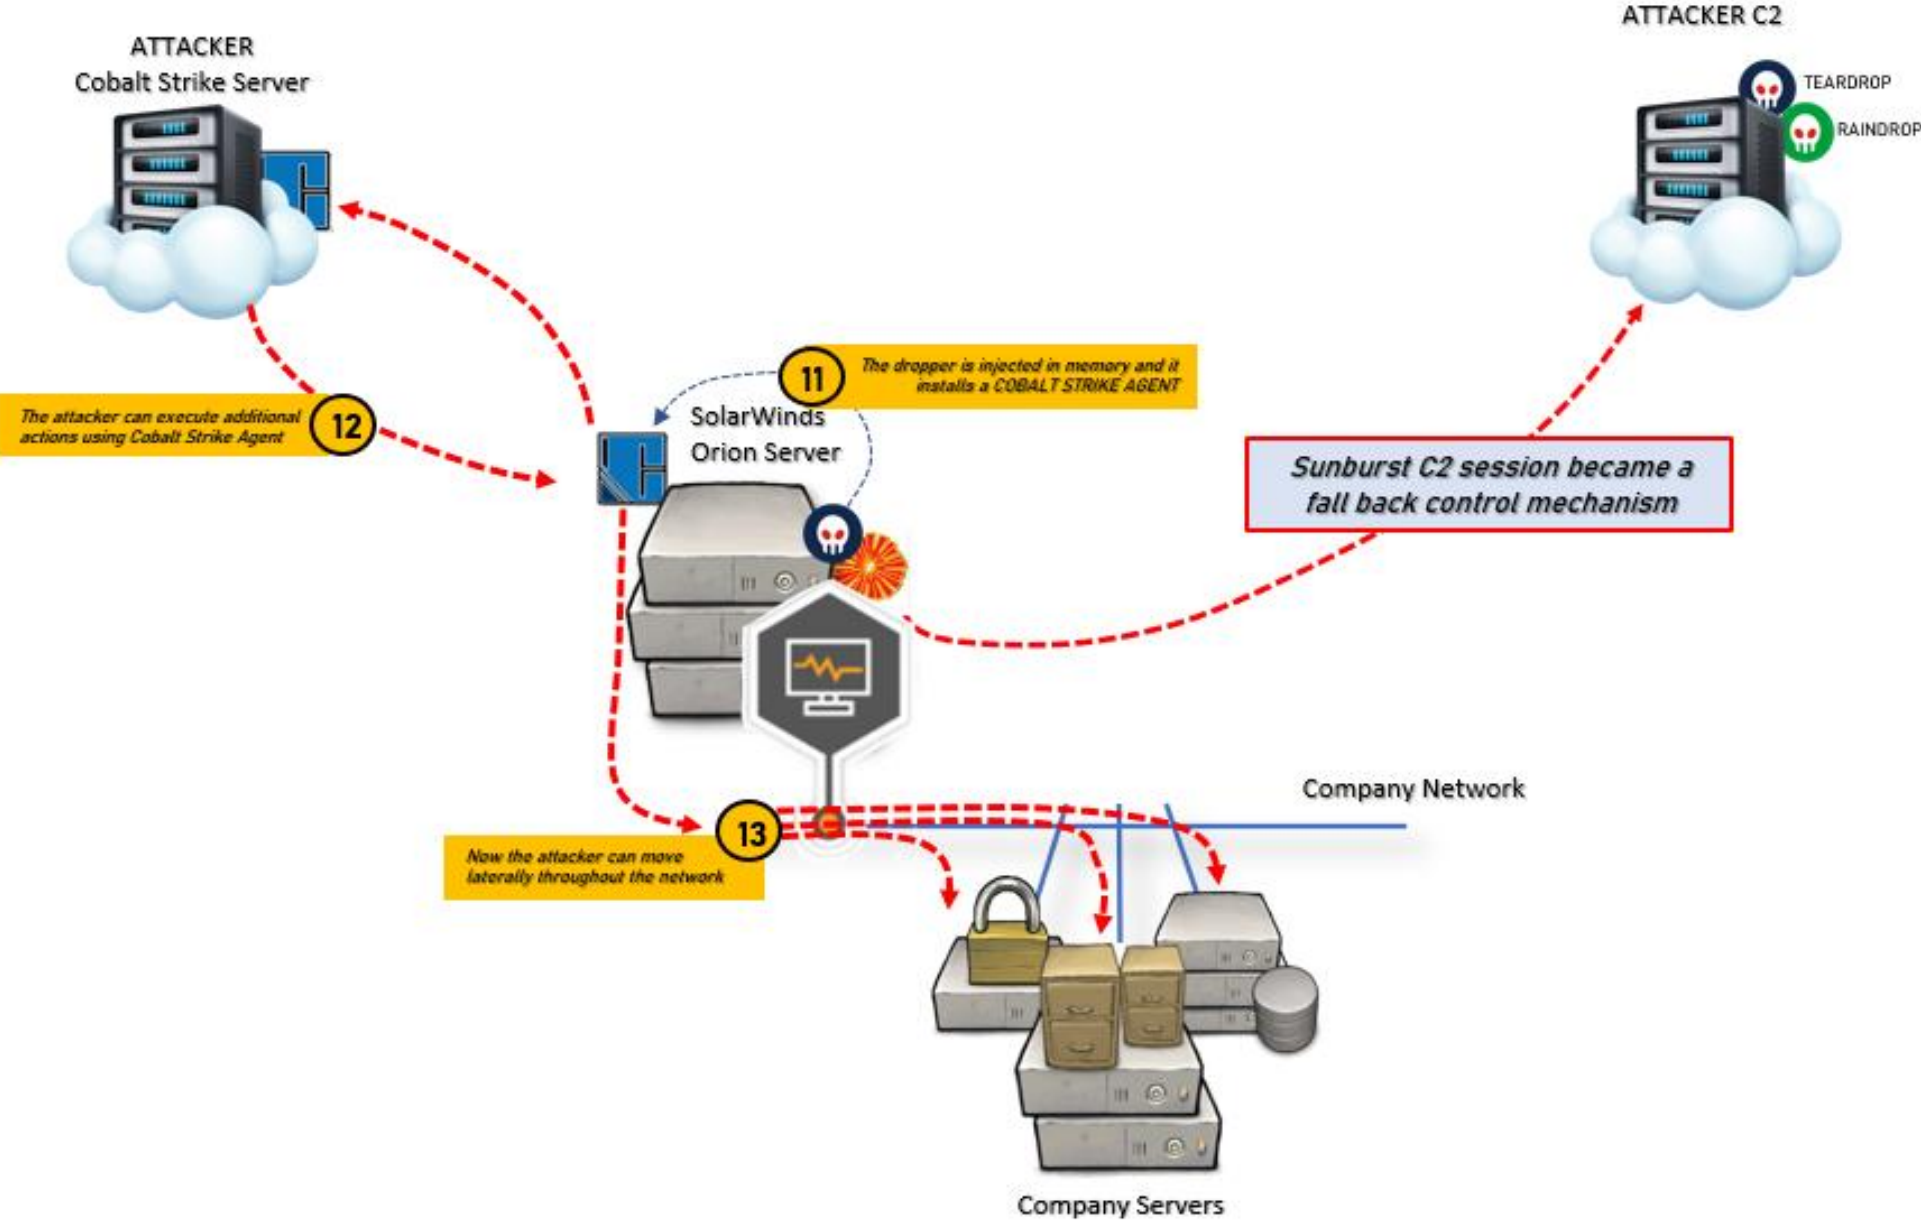 ATTACKER C2
ATTACKER
Cobalt Strike Server
TEARDROP
RAINDROP
11
The dropper is injected in memory and it
installs a COBALT STRIKE AGENT
12
The attacker can execute additional
actions using Cobalt Strike Agent
SolarWinds
Orion Server
Sunburst C2 session became a
fall back control mechanism
Company Network
13
Now the attacker can move
laterally throughout the network
Company Servers